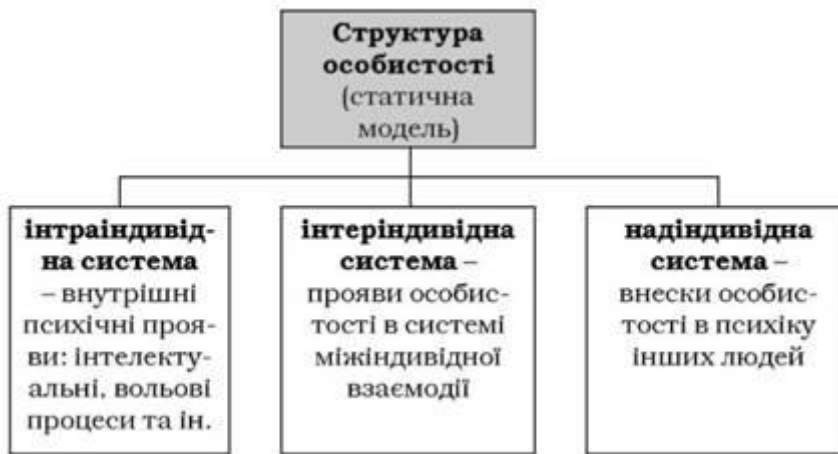 Структура
особистості
(статична
модель)
інтраіндивід-
на система
– внутрішні
психічні проя-
ви: інтелекту-
альні, вольові
процеси та ін.
інтеріндивідна
система –
прояви особис-
тості в системі
міжіндивідної
взаємодії
надіндивідна
система –
внески особис-
тості в психіку
інших людей